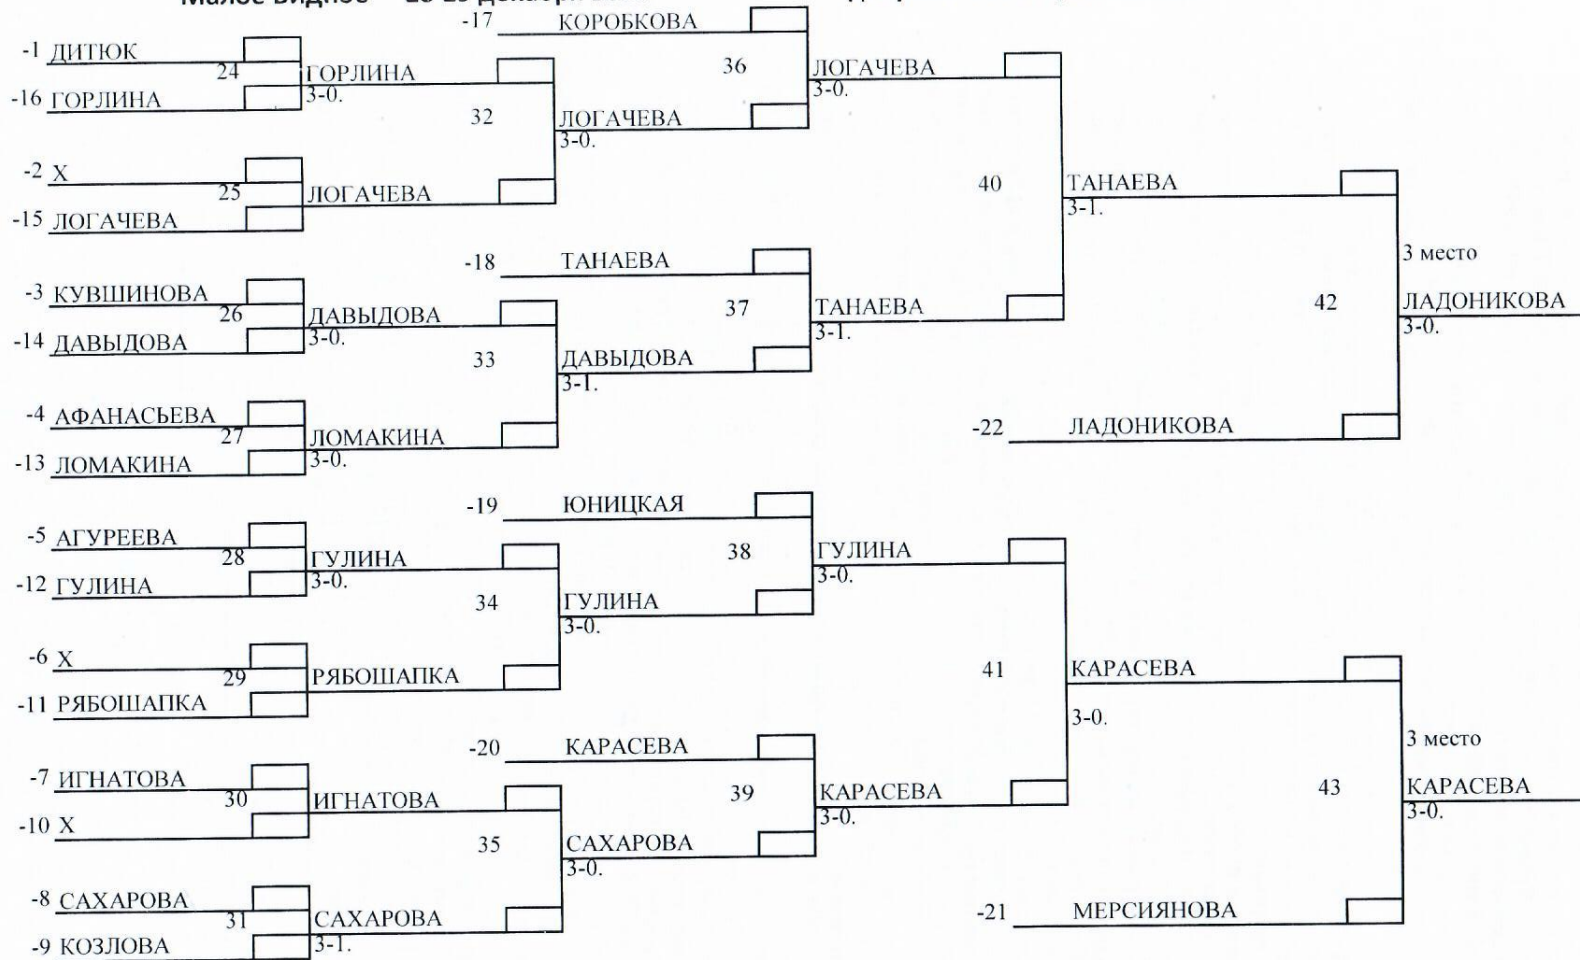 Малое Видное
-17 КОРОБКОВА
-1 ДИТЮК
24
ГОРЛИНА
3-0.
-16 ГОРЛИНА
36
ЛОГАЧЕВА
3-0.
32
ЛОГАЧЕВА
3-0.
-2 X
25
ЛОГАЧЕВА
-15 ЛОГАЧЕВА
40
ТАНАЕВА
3-1.
-18 ТАНАЕВА
-3 КУВШИНОВА
26
ДАВЫДОВА
3-0.
-14 ДАВЫДОВА
37
ТАНАЕВА
3-1.
33
ДАВЫДОВА
3-1.
-4 АФАНАСЬЕВА
27
ЛОМАКИНА
3-0.
-13 ЛОМАКИНА
3 место
42
ЛАДОНИКОВА
3-0.
-22 ЛАДОНИКОВА
-19 ЮНИЦКАЯ
-5 АГУРЕЕВА
28
ГУЛИНА
3-0.
-12 ГУЛИНА
38
ГУЛИНА
3-0.
34
ГУЛИНА
3-0.
-6 X
29
РЯБОШАПКА
-11 РЯБОШАПКА
41
КАРАСЕВА
3-0.
-20 КАРАСЕВА
-7 ИГНАТОВА
30
ИГНАТОВА
-10 X
39
КАРАСЕВА
3-0.
35
САХАРОВА
3-0.
-8 САХАРОВА
31
САХАРОВА
3-1.
-9 КОЗЛОВА
3 место
43
КАРАСЕВА
3-0.
-21 МЕРСИЯНОВА